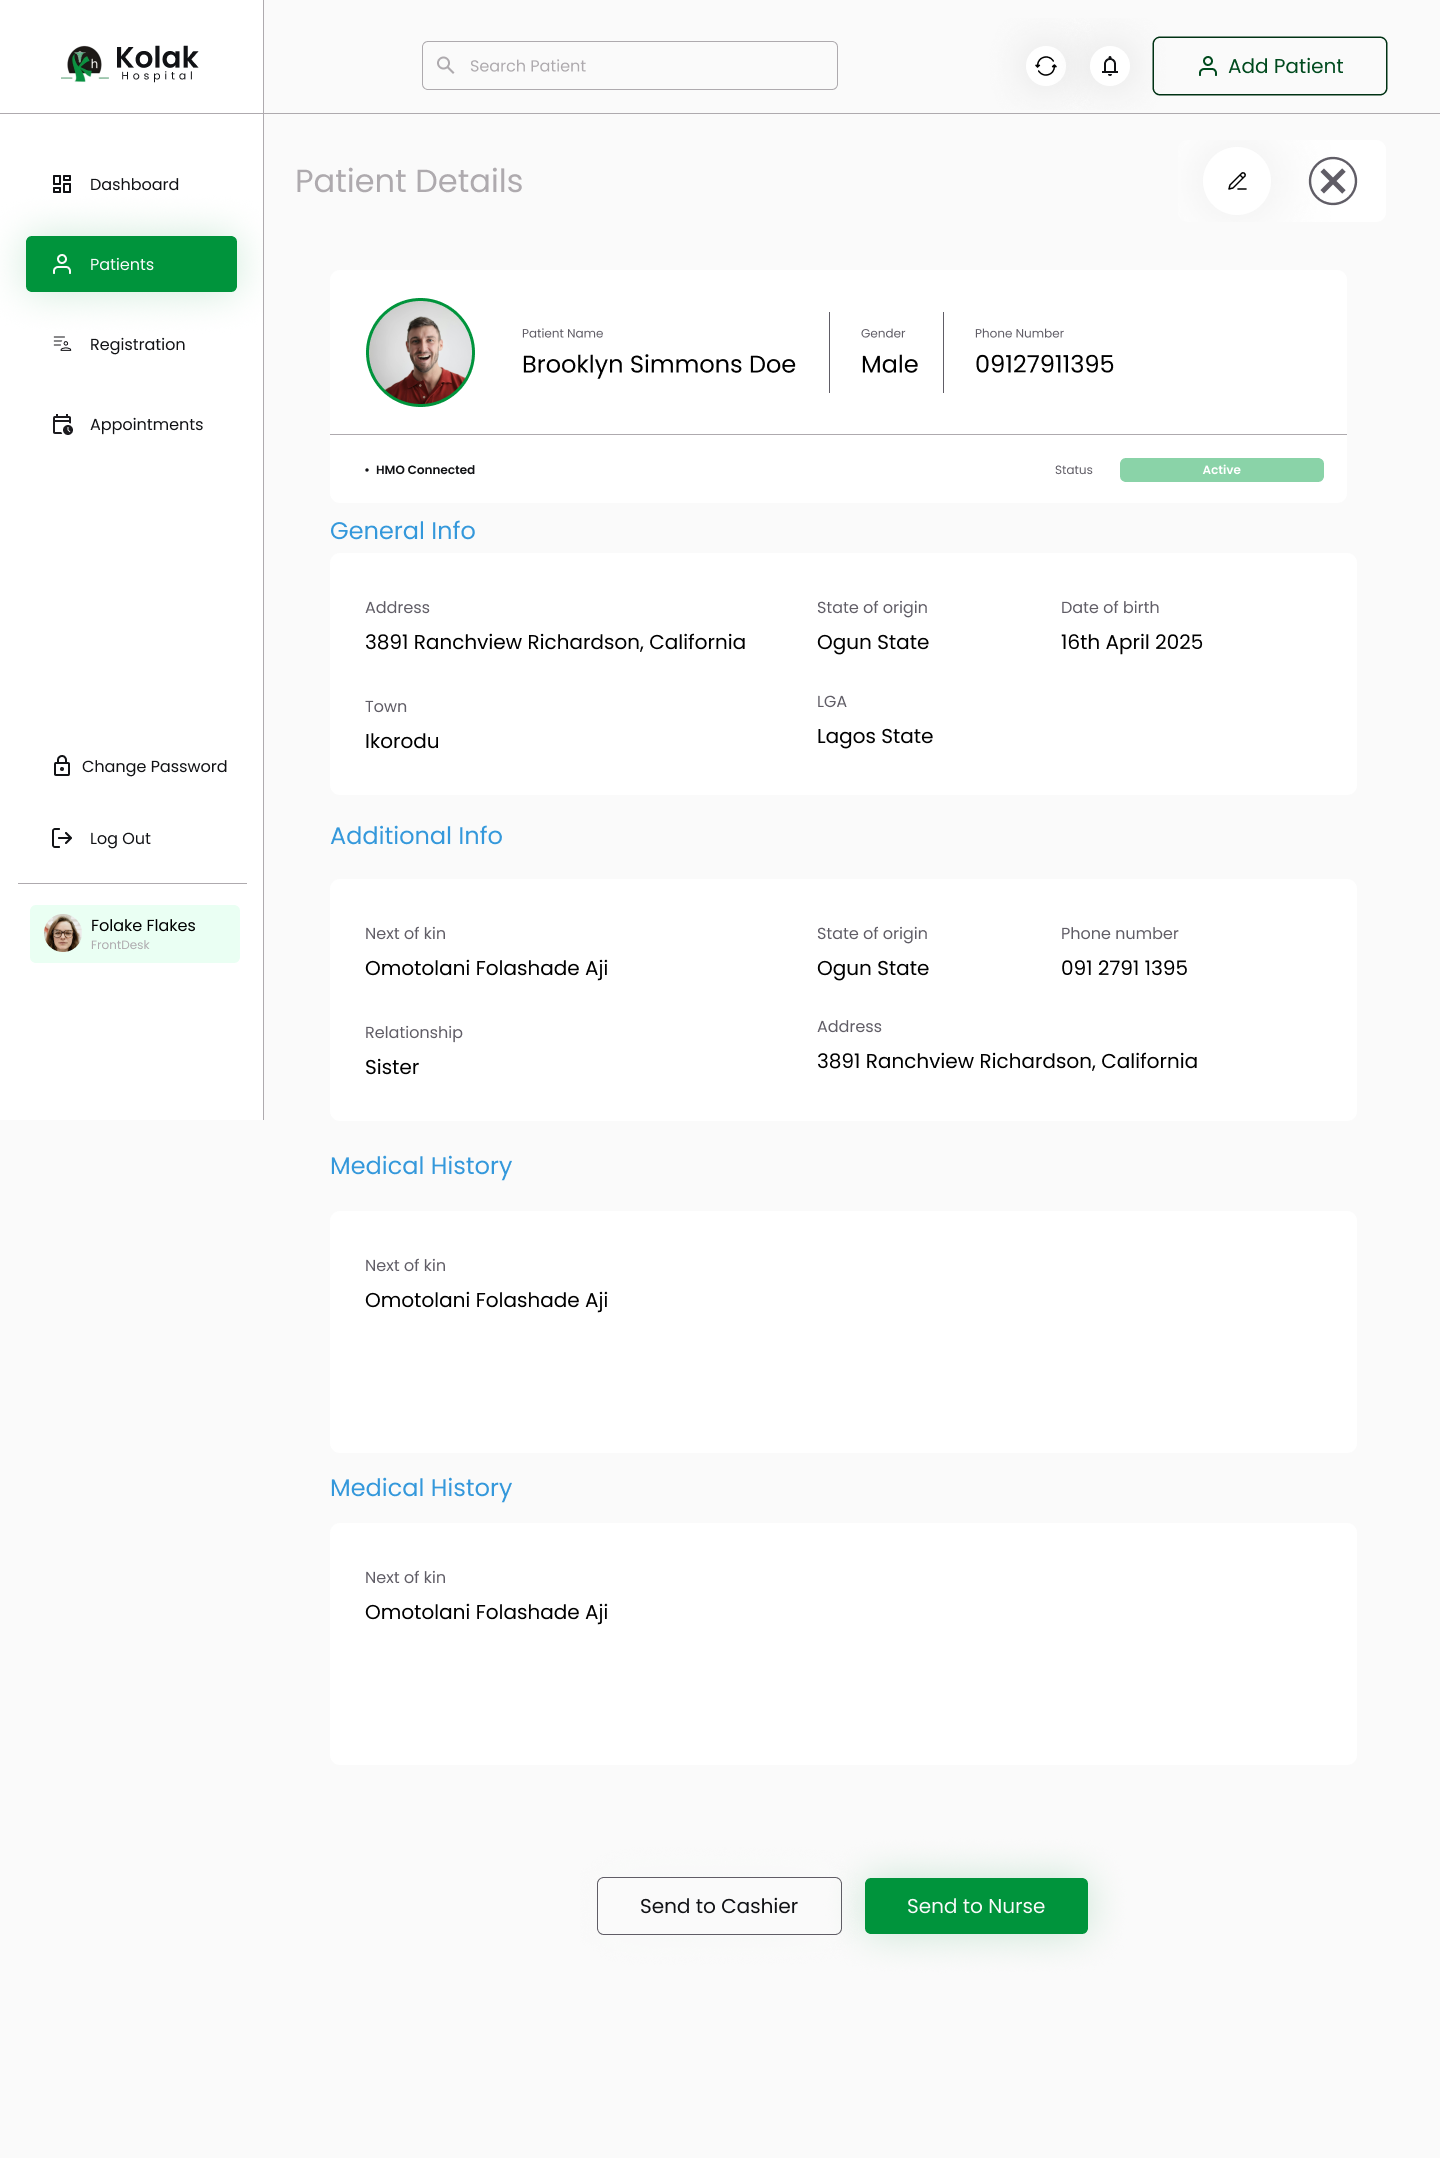 Kolak
Hospital
h
Search Patient
Add Patient
Dashboard
Patients
Registration
Appointments
Change Password
Log Out
Folake Flakes
FrontDesk
Patient Details
Patient Name
Brooklyn Simmons Doe
Gender
Male
Phone Number
09127911395
• HMO Connected
Status
Active
General Info
Address
3891 Ranchview Richardson, California
State of origin
Ogun State
Date of birth
16th April 2025
Town
Ikorodu
LGA
Lagos State
Additional Info
Next of kin
Omotolani Folashade Aji
State of origin
Ogun State
Phone number
091 2791 1395
Relationship
Sister
Address
3891 Ranchview Richardson, California
Medical History
Next of kin
Omotolani Folashade Aji
Medical History
Next of kin
Omotolani Folashade Aji
Send to Cashier
Send to Nurse